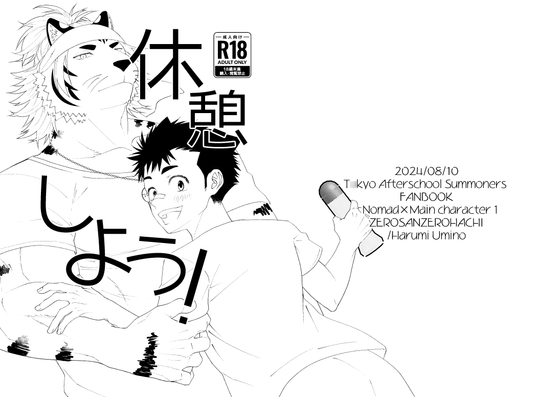 休憩
しよう!
成人向け
R18
ADULT ONLY
18歳未満
購入・閲覧禁止
2024/08/10
Tokyo Afterschool Summoners
FANBOOK
Nomad×Main character 1
ZEROSANZEROHACHI
/Harumi Umino